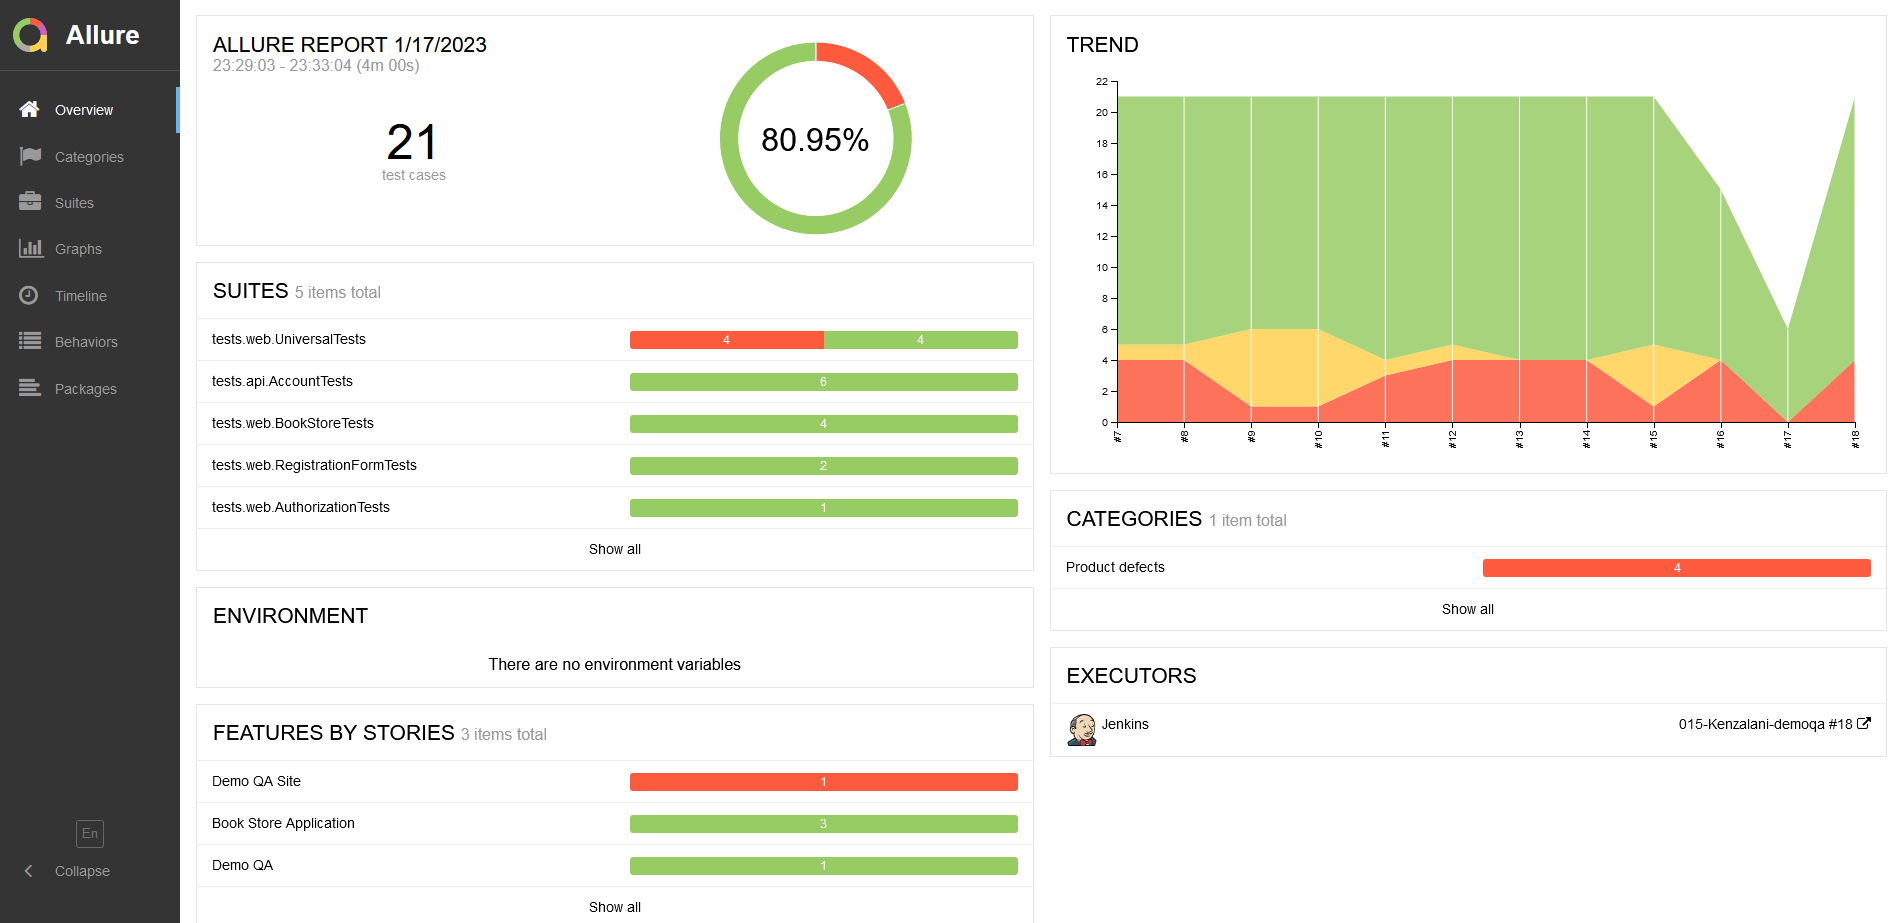 Allure
Overview
Categories
Suites
Graphs
Timeline
Behaviors
Packages
En
Collapse
ALLURE REPORT 1/17/2023
23:29:03 - 23:33:04 (4m 00s)
21
test cases
80.95%
SUITES 5 items total
tests.web.UniversalTests 4 4
tests.api.AccountTests 6
tests.web.BookStoreTests 4
tests.web.RegistrationFormTests 2
tests.web.AuthorizationTests 1
Show all
ENVIRONMENT
There are no environment variables
FEATURES BY STORIES 3 items total
Demo QA Site 1
Book Store Application 3
Demo QA 1
Show all
TREND
22
20
18
16
14
12
10
8
6
4
2
0
#7 #8 #9 #10 #11 #12 #13 #14 #15 #16 #17 #18
CATEGORIES 1 item total
Product defects 4
Show all
EXECUTORS
Jenkins 015-Kenzalani-demoqa #18